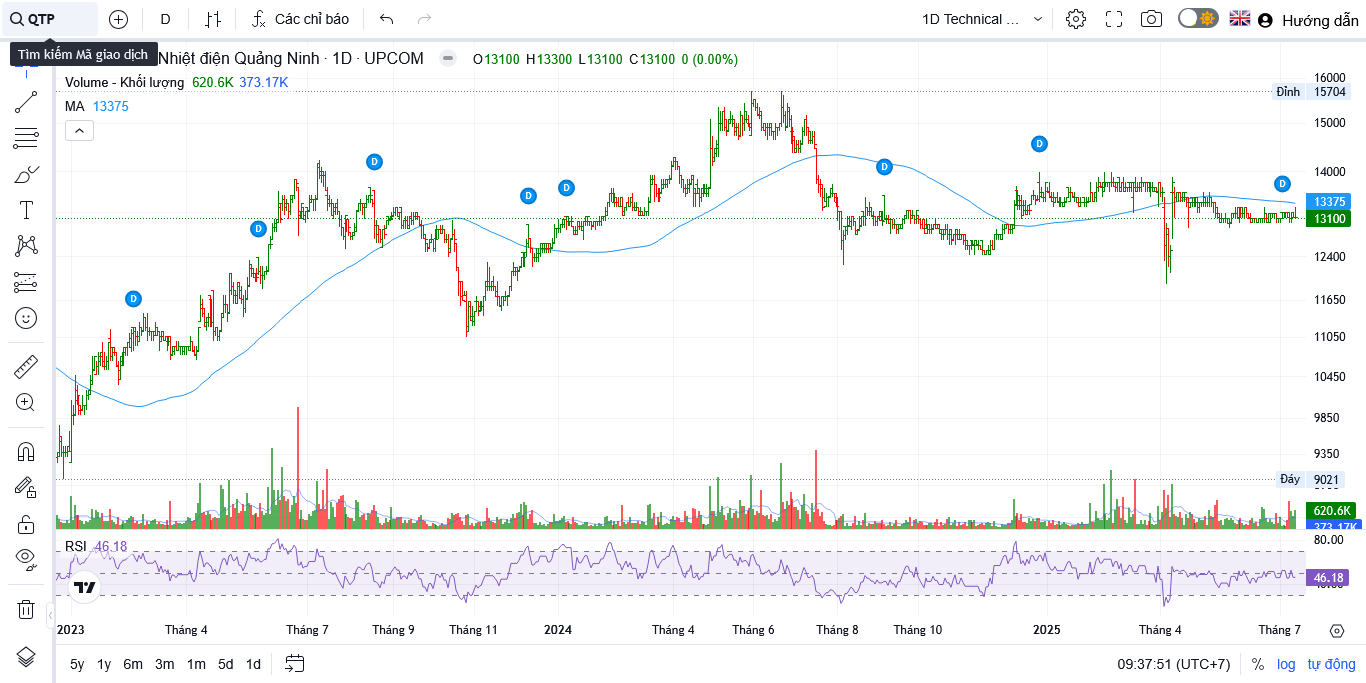 QTP
D
Các chỉ báo
1D Technical ...
Hướng dẫn
Tìm kiếm Mã giao dịch
Nhiệt điện Quảng Ninh · 1D · UPCOM
O13100 H13300 L13100 C13100 0 (0.00%)
Volume - Khối lượng 620.6K 373.17K
MA 13375
16000
Đỉnh 15704
15000
14000
13375
13100
12400
11650
11050
10450
9850
9350
Đáy 9021
620.6K
373.17K
D
D
D
D
D
D
D
D
RSI 46.18
80.00
46.18
2023 Tháng 4 Tháng 7 Tháng 9 Tháng 11 2024 Tháng 4 Tháng 6 Tháng 8 Tháng 10 2025 Tháng 4 Tháng 7
5y 1y 6m 3m 1m 5d 1d
09:37:51 (UTC+7) % log tự động